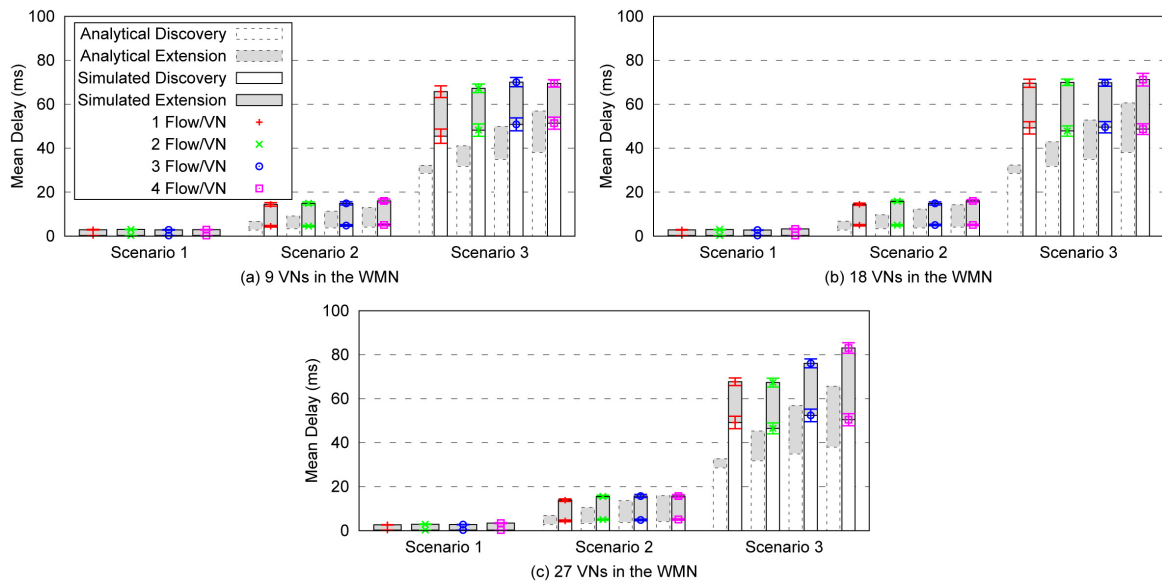 100
80
60
40
20
0
Mean Delay (ms)
Analytical Discovery
Analytical Extension
Simulated Discovery
Simulated Extension
1 Flow/VN
2 Flow/VN
3 Flow/VN
4 Flow/VN
Scenario 1 Scenario 2 Scenario 3
(a) 9 VNs in the WMN
100
80
60
40
20
0
Mean Delay (ms)
Scenario 1 Scenario 2 Scenario 3
(b) 18 VNs in the WMN
100
80
60
40
20
0
Mean Delay (ms)
Scenario 1 Scenario 2 Scenario 3
(c) 27 VNs in the WMN